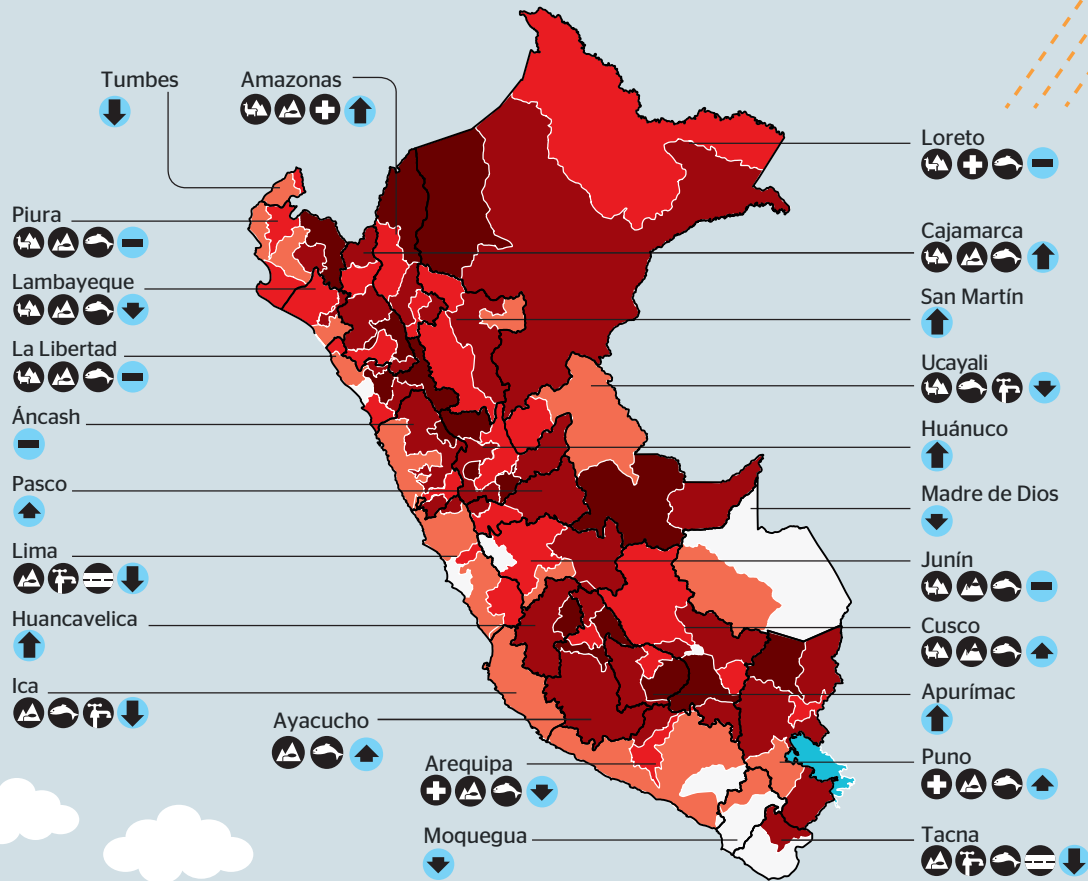 Tumbes
Amazonas
Piura
Lambayeque
La Libertad
Áncash
Pasco
Lima
Huancavelica
Ica
Ayacucho
Arequipa
Moquegua
Loreto
Cajamarca
San Martín
Ucayali
Huánuco
Madre de Dios
Junín
Cusco
Apurímac
Puno
Tacna